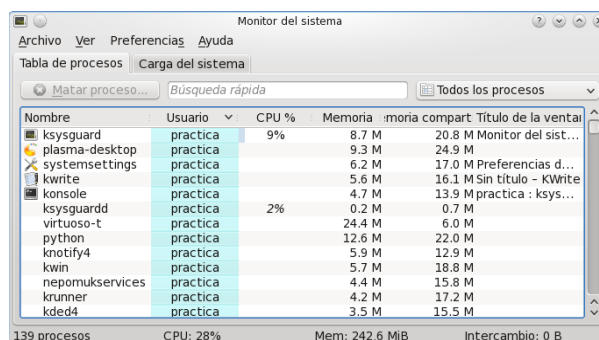 Monitor del sistema
Archivo Ver Preferencias Ayuda
Tabla de procesos Carga del sistema
Matar proceso... Búsqueda rápida Todos los procesos
Nombre Usuario CPU % Memoria emoria compart Título de la ventai
ksysguard practica 9% 8.7 M 20.8 M Monitor del sist...
plasma-desktop practica 9.3 M 24.9 M
systemsettings practica 6.2 M 17.0 M Preferencias d...
kwrite practica 5.6 M 16.1 M Sin título – KWrite
konsole practica 4.7 M 13.9 M practica : ksys...
ksysguardd practica 2% 0.2 M 0.7 M
virtuoso-t practica 24.4 M 6.0 M
python practica 12.6 M 22.0 M
knotify4 practica 5.9 M 12.9 M
kwin practica 5.7 M 18.8 M
nepomukservices practica 4.4 M 15.8 M
krunner practica 4.2 M 17.2 M
kded4 practica 3.5 M 15.5 M
139 procesos CPU: 28% Mem: 242.6 MiB Intercambio: 0 B